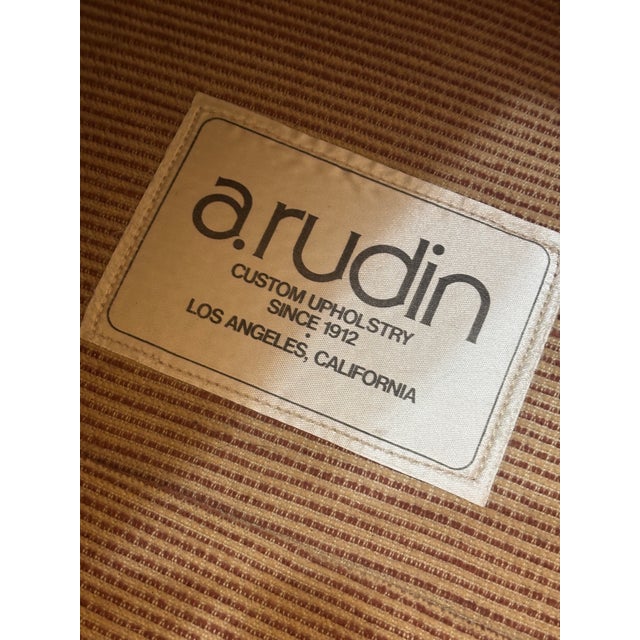 a.rudin
CUSTOM UPHOLSTRY
SINCE 1912
•
LOS ANGELES, CALIFORNIA